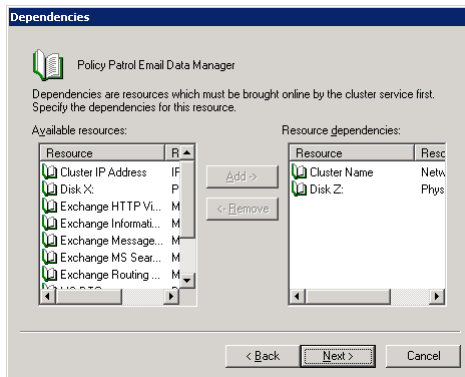 Dependencies
Policy Patrol Email Data Manager
Dependencies are resources which must be brought online by the cluster service first.
Specify the dependencies for this resource.
Available resources:
Resource dependencies:
Resource R
Cluster IP Address IF
Disk X: P
Exchange HTTP Vi... M
Exchange Informati... M
Exchange Message... M
Exchange MS Sear... M
Exchange Routing ... M
Add ->
<- Remove
Resource Resc
Cluster Name Netw
Disk Z: Phys
< Back
Next >
Cancel